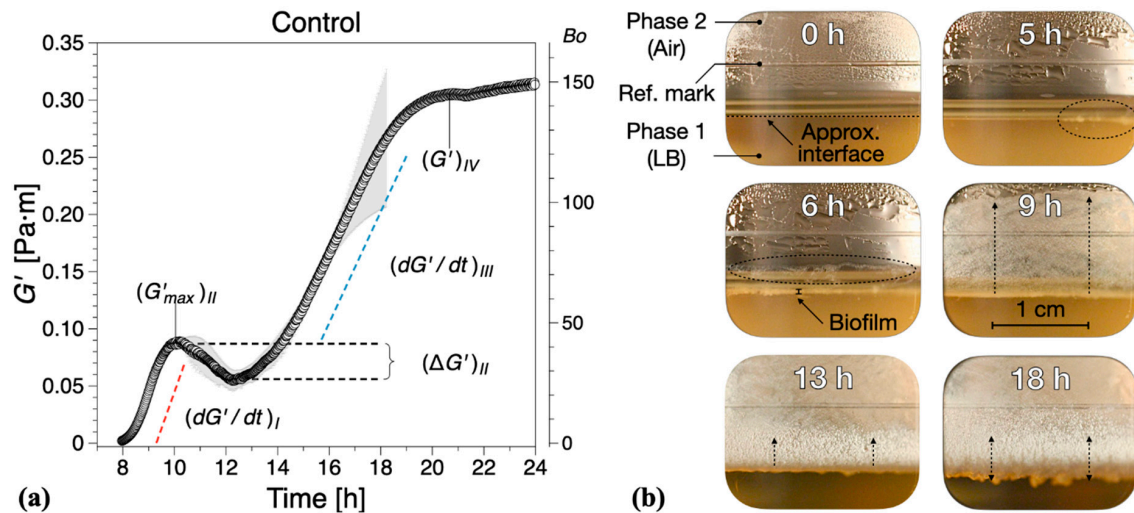 Control
Bo
G′ [Pa·m]
0.35
0.30
0.25
0.20
0.15
0.10
0.05
0
150
100
50
0
(G′)IV
(dG′/dt)III
(G′max)II
(ΔG′)II
(dG′/dt)I
8 10 12 14 16 18 20 22 24
Time [h]
(a)
Phase 2
(Air)
Ref. mark
Phase 1
(LB)
0 h
Approx.
interface
5 h
6 h
Biofilm
9 h
1 cm
13 h
18 h
(b)